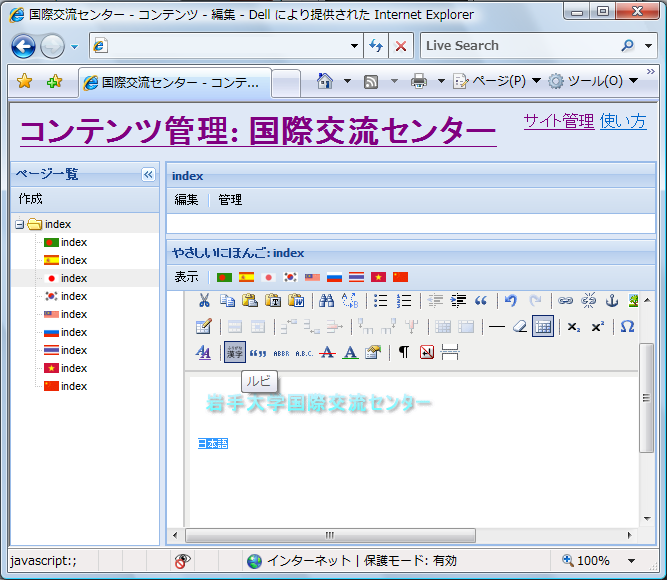 国際交流センター - コンテンツ - 編集 - Dell により提供された Internet Explorer
Live Search
国際交流センター - コンテ...
ページ(P)
ツール(O)
コンテンツ管理: 国際交流センター
サイト管理 使い方
ページ一覧
作成
index
index
index
index
index
index
index
index
index
index
index
編集 管理
やさしいにほんご: index
表示
漢字
ABBR
A.B.C.
ルビ
岩手大学国際交流センター
日本語
javascript:;
インターネット | 保護モード: 有効
100%